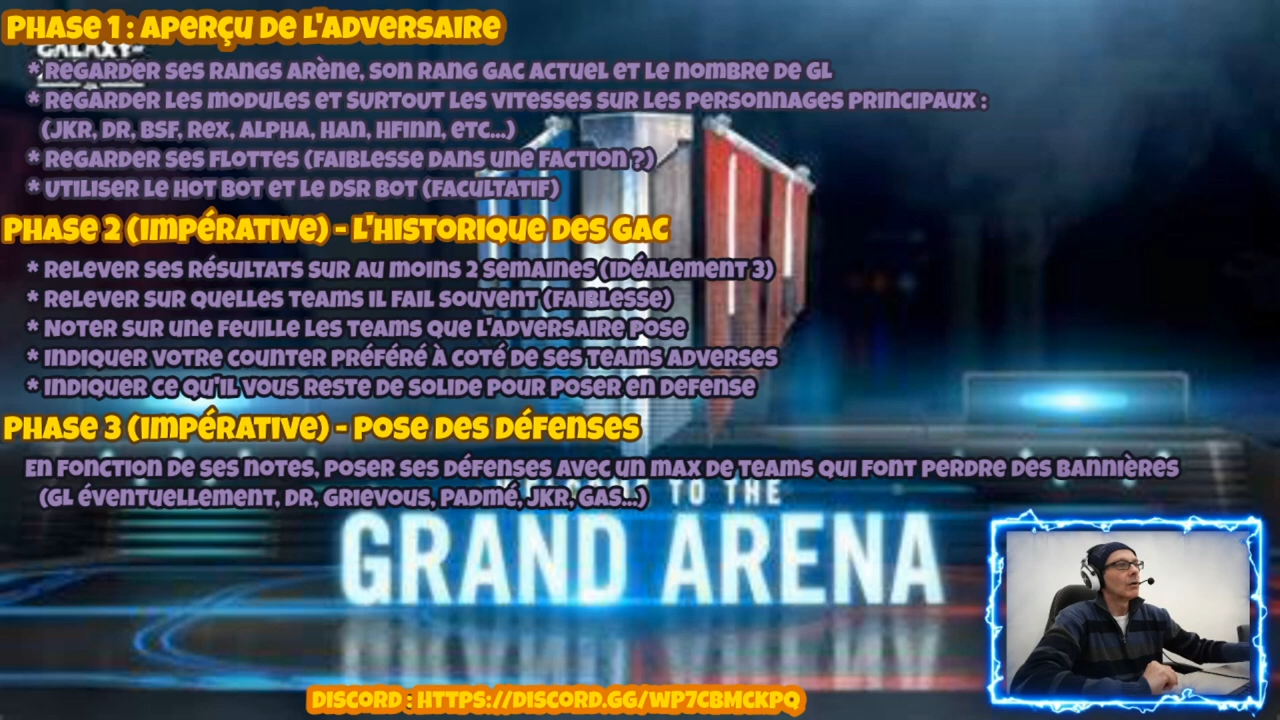 Phase 1 : Aperçu de l'adversaire
GALAXY
* Regarder ses rangs arène, son rang GAC actuel et le nombre de GL
* Regarder les modules et surtout les vitesses sur les personnages principaux :
(JKR, DR, BSF, Rex, Alpha, Han, HFinn, etc...)
* Regarder ses flottes (faiblesse dans une faction ?)
* Utiliser le HOT BOT et le DSR BOT (facultatif)
Phase 2 (impérative) - L'historique des GAC
* Relever ses résultats sur au moins 2 semaines (idéalement 3)
* Relever sur quelles teams il fail souvent (faiblesse)
* Noter sur une feuille les teams que l'adversaire pose
* Indiquer votre counter préféré à coté de ses teams adverses
* Indiquer ce qu'il vous reste de solide pour poser en defense
Phase 3 (impérative) - Pose des défenses
En fonction de ses notes, poser ses défenses avec un max de teams qui font perdre des bannières
(GL éventuellement, DR, Grievous, Padmé, JKR, GAS...)
WELCOME TO THE
GRAND ARENA
DISCORD : HTTPS://DISCORD.GG/WP7CBMCKPQ